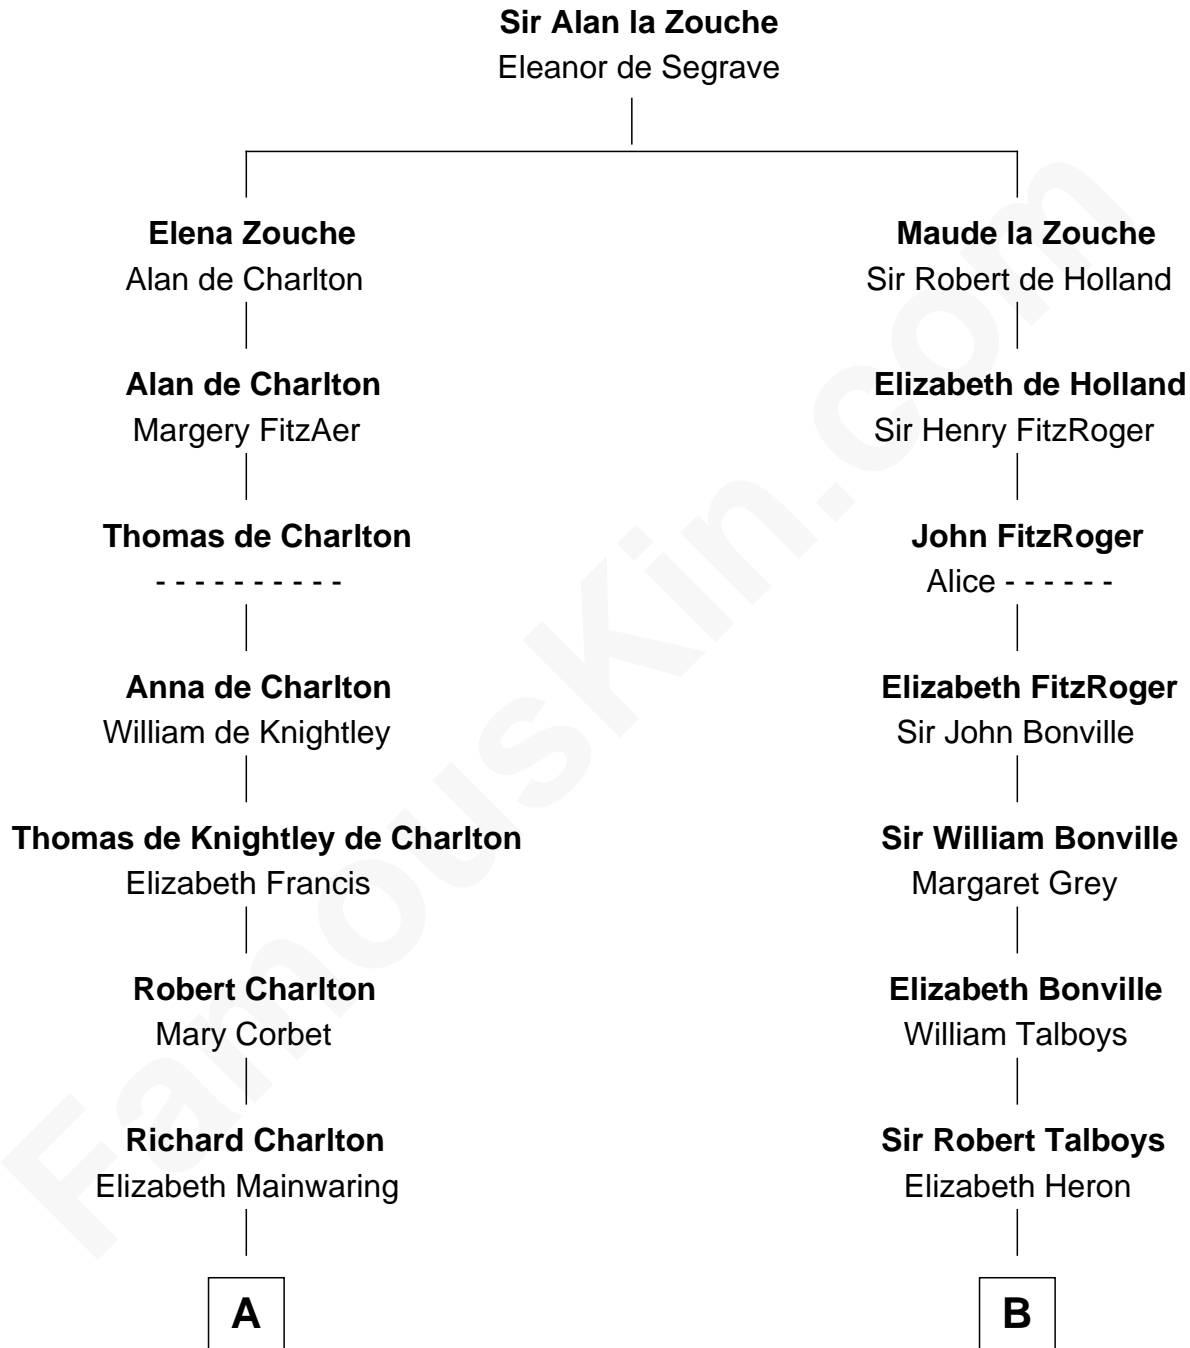 Sir Alan la Zouche
Eleanor de Segrave
Elena Zouche
Alan de Charlton
Alan de Charlton
Margery FitzAer
Thomas de Charlton
- - - - - - - - - -
Anna de Charlton
William de Knightley
Thomas de Knightley de Charlton
Elizabeth Francis
Robert Charlton
Mary Corbet
Richard Charlton
Elizabeth Mainwaring
A
Maude la Zouche
Sir Robert de Holland
Elizabeth de Holland
Sir Henry FitzRoger
John FitzRoger
Alice - - - - - -
Elizabeth FitzRoger
Sir John Bonville
Sir William Bonville
Margaret Grey
Elizabeth Bonville
William Talboys
Sir Robert Talboys
Elizabeth Heron
B
FamousKin.com